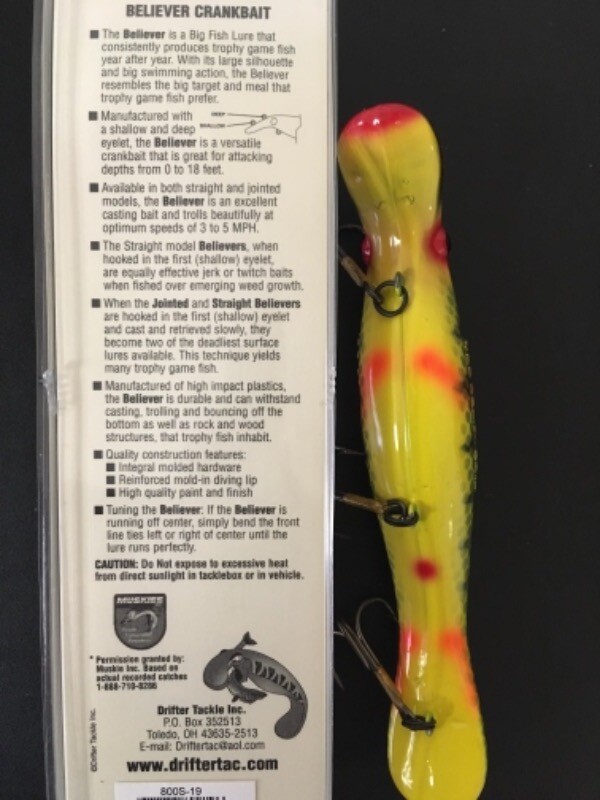 BELIEVER CRANKBAIT
■ The Believer is a Big Fish Lure that
consistently produces trophy game fish
year after year. With its large silhouette
and big swimming action, the Believer
resembles the big target and meal that
trophy game fish prefer.
■ Manufactured with
a shallow and deep
DEEP
SHALLOW
eyelet, the Believer is a versatile
crankbait that is great for attacking
depths from 0 to 18 feet.
■ Available in both straight and jointed
models, the Believer is an excellent
casting bait and trolls beautifully at
optimum speeds of 3 to 5 MPH.
■ The Straight model Believers, when
hooked in the first (shallow) eyelet,
are equally effective jerk or twitch baits
when fished over emerging weed growth.
■ When the Jointed and Straight Believers
are hooked in the first (shallow) eyelet
and cast and retrieved slowly, they
become two of the deadliest surface
lures available. This technique yields
many trophy game fish.
■ Manufactured of high impact plastics,
the Believer is durable and can withstand
casting, trolling and bouncing off the
bottom as well as rock and wood
structures, that trophy fish inhabit.
■ Quality construction features:
■ Integral molded hardware
■ Reinforced mold-in diving lip
■ High quality paint and finish
■ Tuning the Believer: If the Believer is
running off center, simply bend the front
line ties left or right of center until the
lure runs perfectly.
CAUTION: Do Not expose to excessive heat
from direct sunlight in tacklebox or in vehicle.
MUSKIES
* Permission granted by:
Muskie Inc. Based on
actual recorded catches
1-888-710-8286
©Drifter Tackle Inc.
Drifter Tackle Inc.
P.O. Box 352513
Toledo, OH 43635-2513
E-mail: Driftertac@aol.com
www.driftertac.com
800S-19